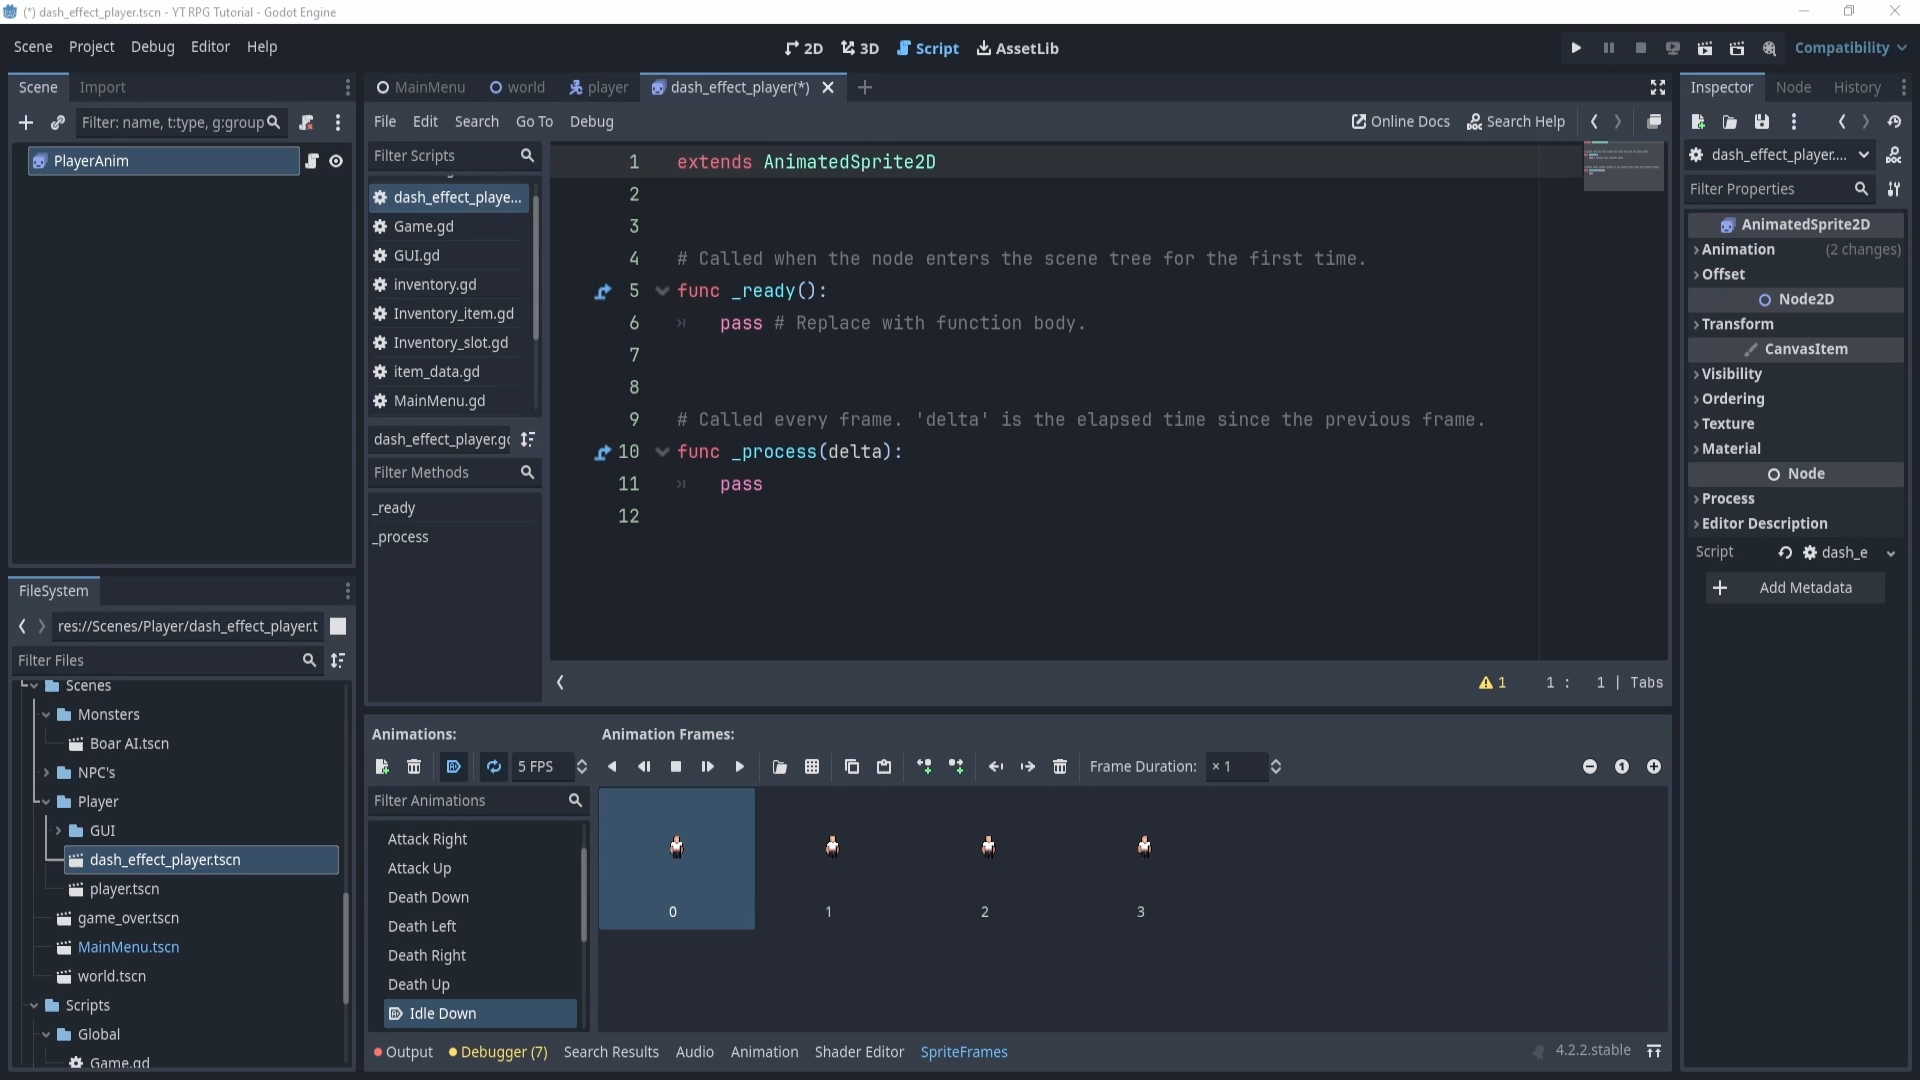 (*) dash_effect_player.tscn - YT RPG Tutorial - Godot Engine
Scene Project Debug Editor Help
2D 3D Script AssetLib
Compatibility
Scene Import
Filter: name, t:type, g:group
PlayerAnim
FileSystem
res://Scenes/Player/dash_effect_player.t
Filter Files
Scenes
Monsters
Boar AI.tscn
NPC's
Player
GUI
dash_effect_player.tscn
player.tscn
game_over.tscn
MainMenu.tscn
world.tscn
Scripts
Global
Game.gd
MainMenu world player dash_effect_player(*)
File Edit Search Go To Debug
Online Docs Search Help
Filter Scripts
dash_effect_playe...
Game.gd
GUI.gd
inventory.gd
Inventory_item.gd
Inventory_slot.gd
item_data.gd
MainMenu.gd
dash_effect_player.gd
Filter Methods
_ready
_process
1 extends AnimatedSprite2D
2
3
4 # Called when the node enters the scene tree for the first time.
5 func _ready():
6 pass # Replace with function body.
7
8
9 # Called every frame. 'delta' is the elapsed time since the previous frame.
10 func _process(delta):
11 pass
12
1 1 : 1 | Tabs
Animations:
5 FPS
Filter Animations
Attack Right
Attack Up
Death Down
Death Left
Death Right
Death Up
Idle Down
Animation Frames:
Frame Duration: × 1
0 1 2 3
Output Debugger (7) Search Results Audio Animation Shader Editor SpriteFrames
4.2.2.stable
Inspector Node History
dash_effect_player....
Filter Properties
AnimatedSprite2D
Animation (2 changes)
Offset
Node2D
Transform
CanvasItem
Visibility
Ordering
Texture
Material
Node
Process
Editor Description
Script dash_e
Add Metadata